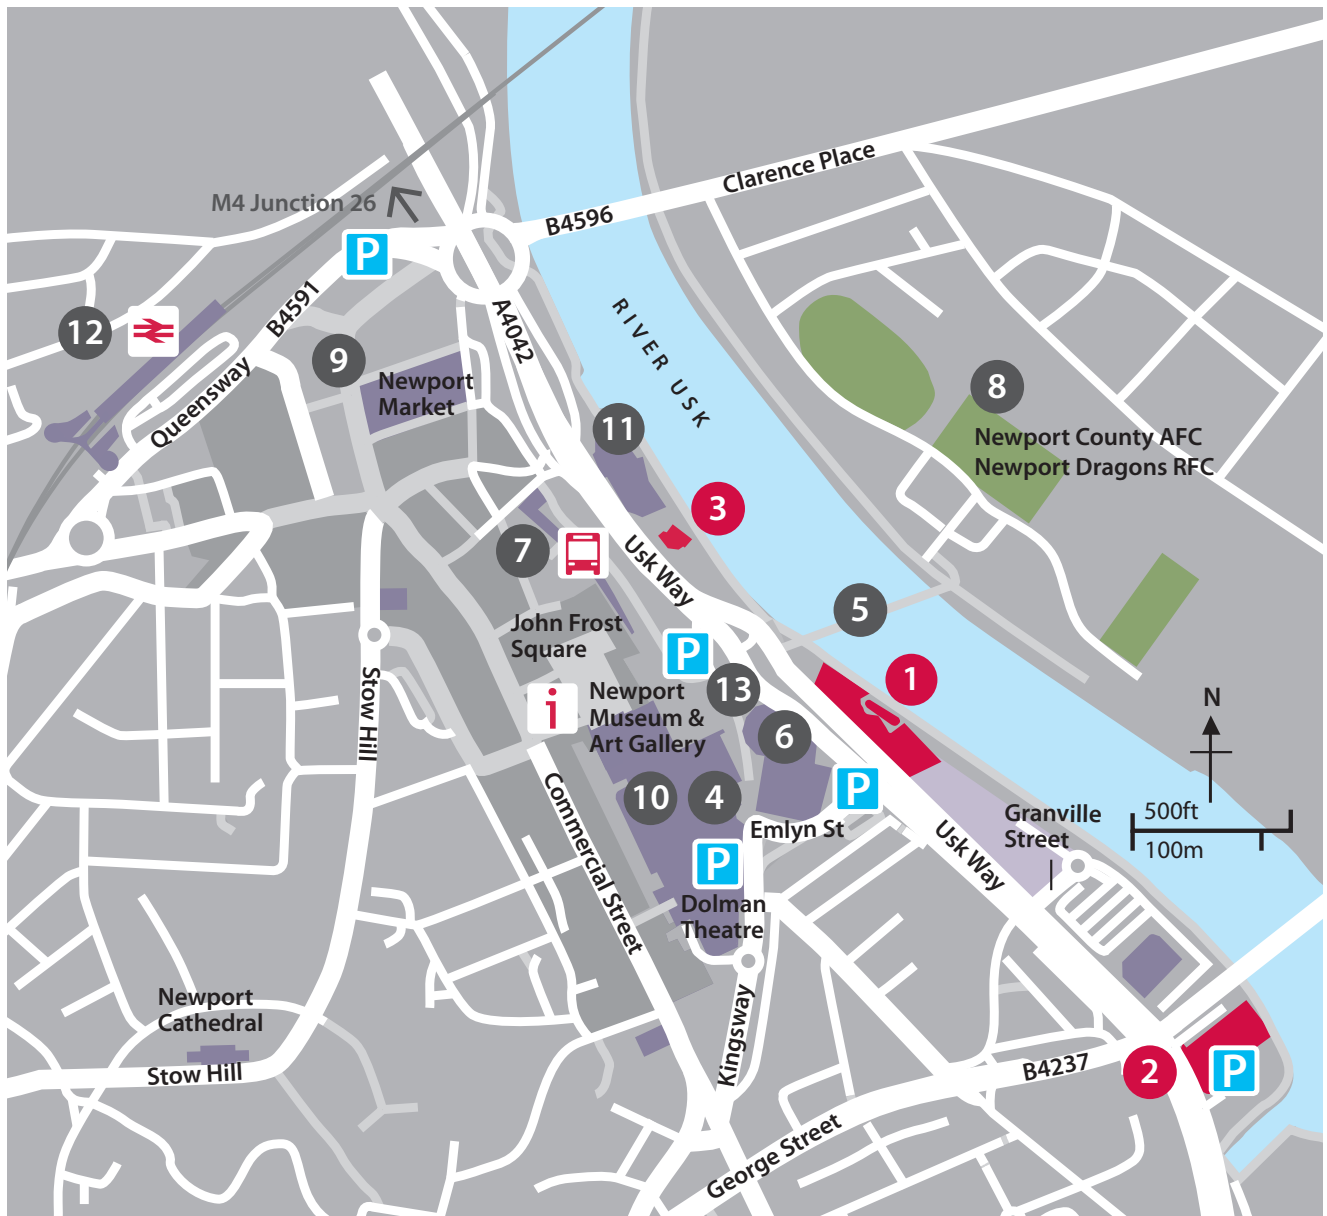 Clarence Place
M4 Junction 26
B4596
P
B4591
RIVER USK
A4042
12
9
Queensway
Newport
Market
8
11
Newport County AFC
Newport Dragons RFC
3
7
Usk Way
5
John Frost
Square
P
1
Stow Hill
i
Newport
Museum &
Art Gallery
13
6
N
10
4
P
Granville
Street
500ft
100m
Emlyn St
Commercial Street
P
Usk Way
Dolman
Theatre
Newport
Cathedral
Kingsway
Stow Hill
B4237
2
P
George Street